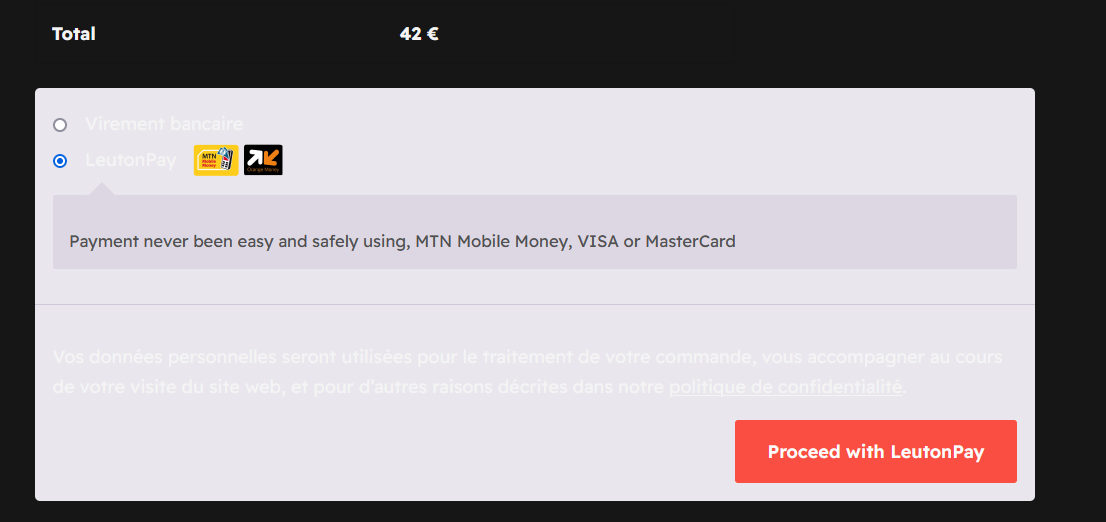 Total 42 €
Virement bancaire
LeutonPay MTN Mobile Money Orange Money
Payment never been easy and safely using, MTN Mobile Money, VISA or MasterCard
Vos données personnelles seront utilisées pour le traitement de votre commande, vous accompagner au cours
de votre visite du site web, et pour d'autres raisons décrites dans notre politique de confidentialité.
Proceed with LeutonPay